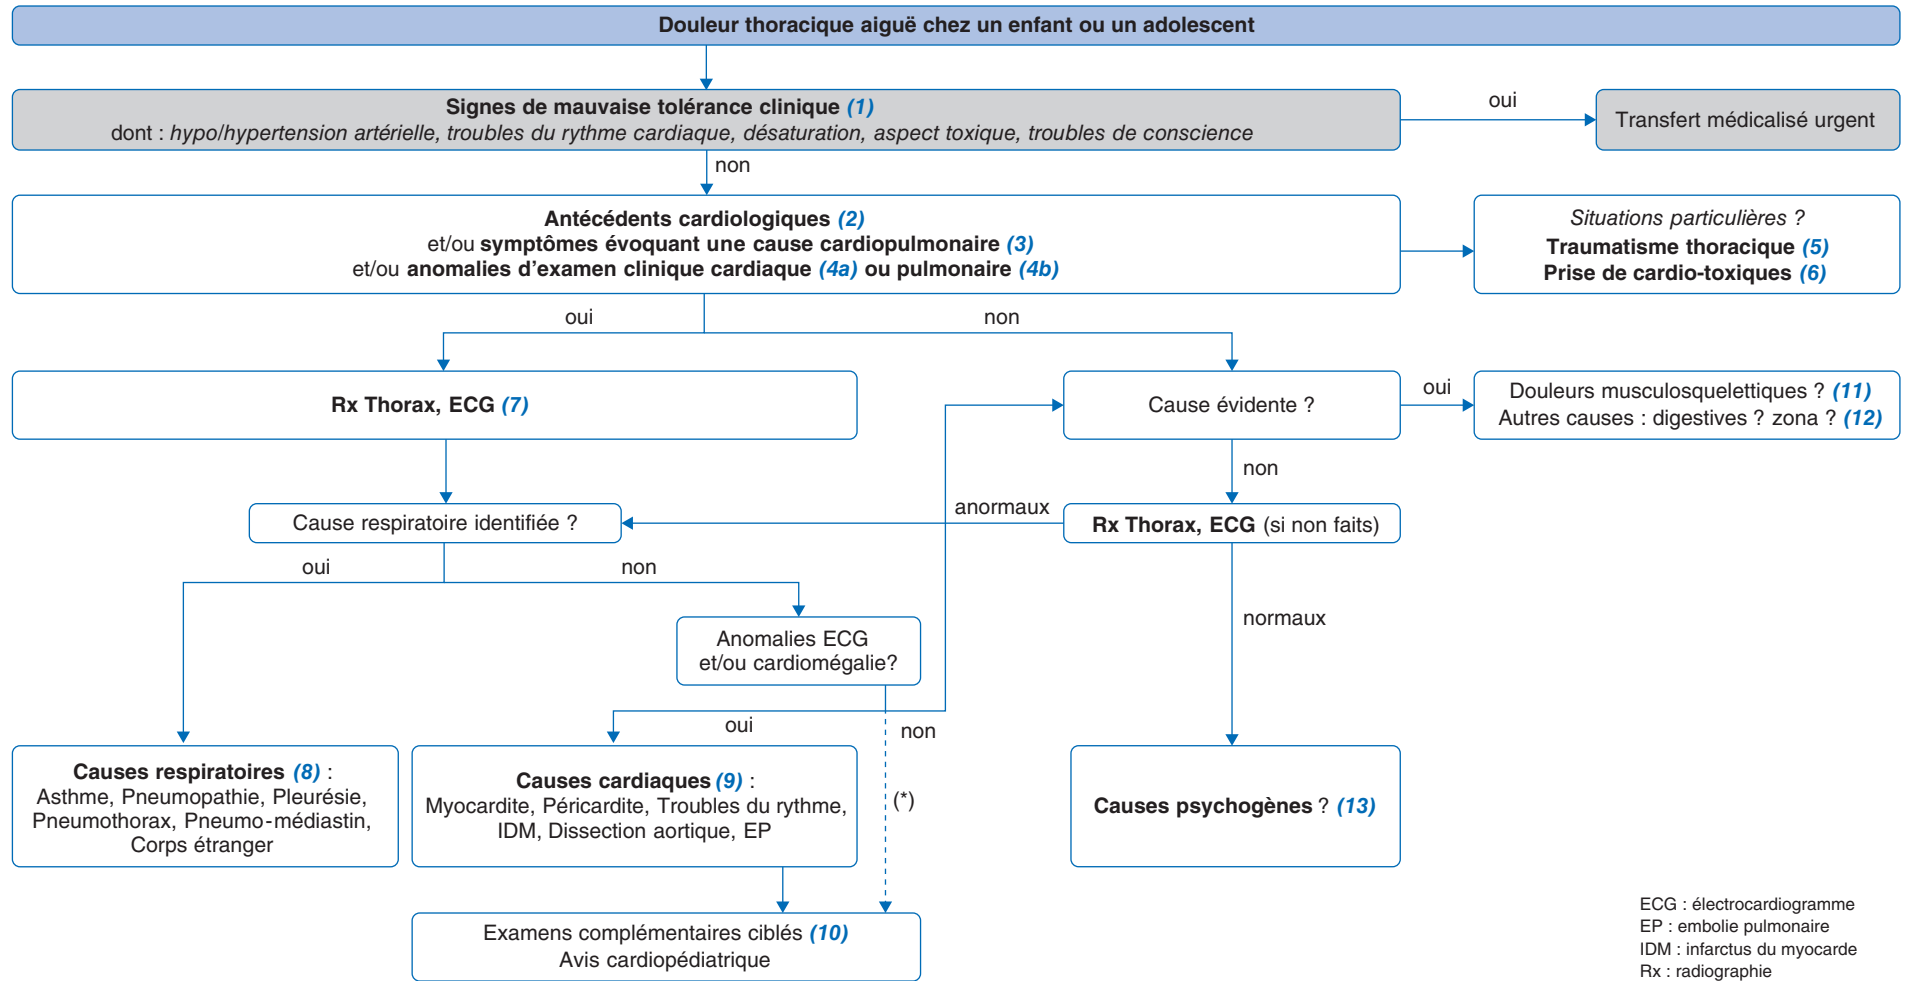 Douleur thoracique aiguë chez un enfant ou un adolescent
Signes de mauvaise tolérance clinique (1)
dont : hypo/hypertension artérielle, troubles du rythme cardiaque, désaturation, aspect toxique, troubles de conscience
oui
Transfert médicalisé urgent
non
Antécédents cardiologiques (2)
et/ou symptômes évoquant une cause cardiopulmonaire (3)
et/ou anomalies d'examen clinique cardiaque (4a) ou pulmonaire (4b)
Situations particulières ?
Traumatisme thoracique (5)
Prise de cardio-toxiques (6)
oui
non
Rx Thorax, ECG (7)
Cause évidente ?
oui
Douleurs musculosquelettiques ? (11)
Autres causes : digestives ? zona ? (12)
non
Cause respiratoire identifiée ?
anormaux
Rx Thorax, ECG (si non faits)
oui
non
normaux
Anomalies ECG
et/ou cardiomégalie?
oui
non
Causes respiratoires (8) :
Asthme, Pneumopathie, Pleurésie,
Pneumothorax, Pneumo-médiastin,
Corps étranger
Causes cardiaques (9) :
Myocardite, Péricardite, Troubles du rythme,
IDM, Dissection aortique, EP
(*)
Causes psychogènes ? (13)
Examens complémentaires ciblés (10)
Avis cardiopédiatrique
ECG : électrocardiogramme
EP : embolie pulmonaire
IDM : infarctus du myocarde
Rx : radiographie